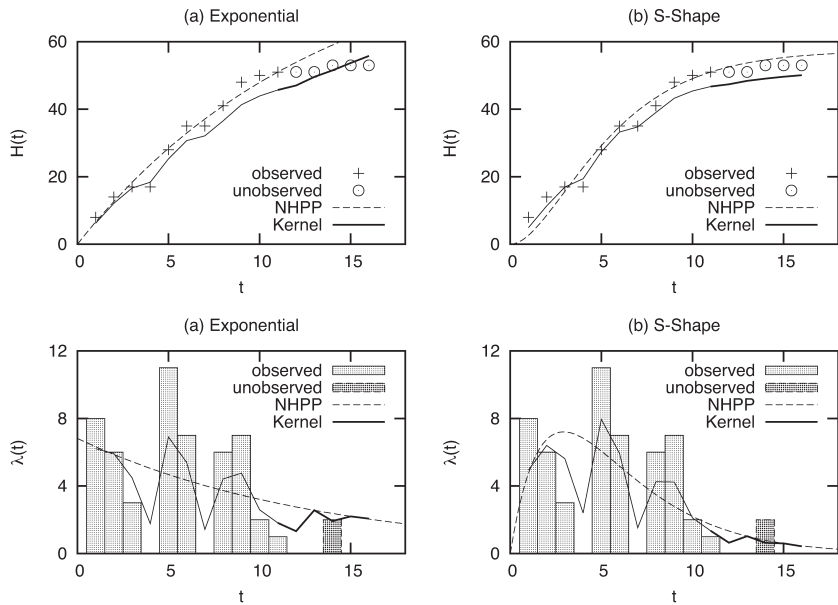 (a) Exponential
60
40
20
0
H(t)
observed
unobserved
NHPP
Kernel
0 5 10 15
t
(b) S-Shape
60
40
20
0
H(t)
observed
unobserved
NHPP
Kernel
0 5 10 15
t
(a) Exponential
12
8
4
0
λ(t)
observed
unobserved
NHPP
Kernel
0 5 10 15
t
(b) S-Shape
12
8
4
0
λ(t)
observed
unobserved
NHPP
Kernel
0 5 10 15
t